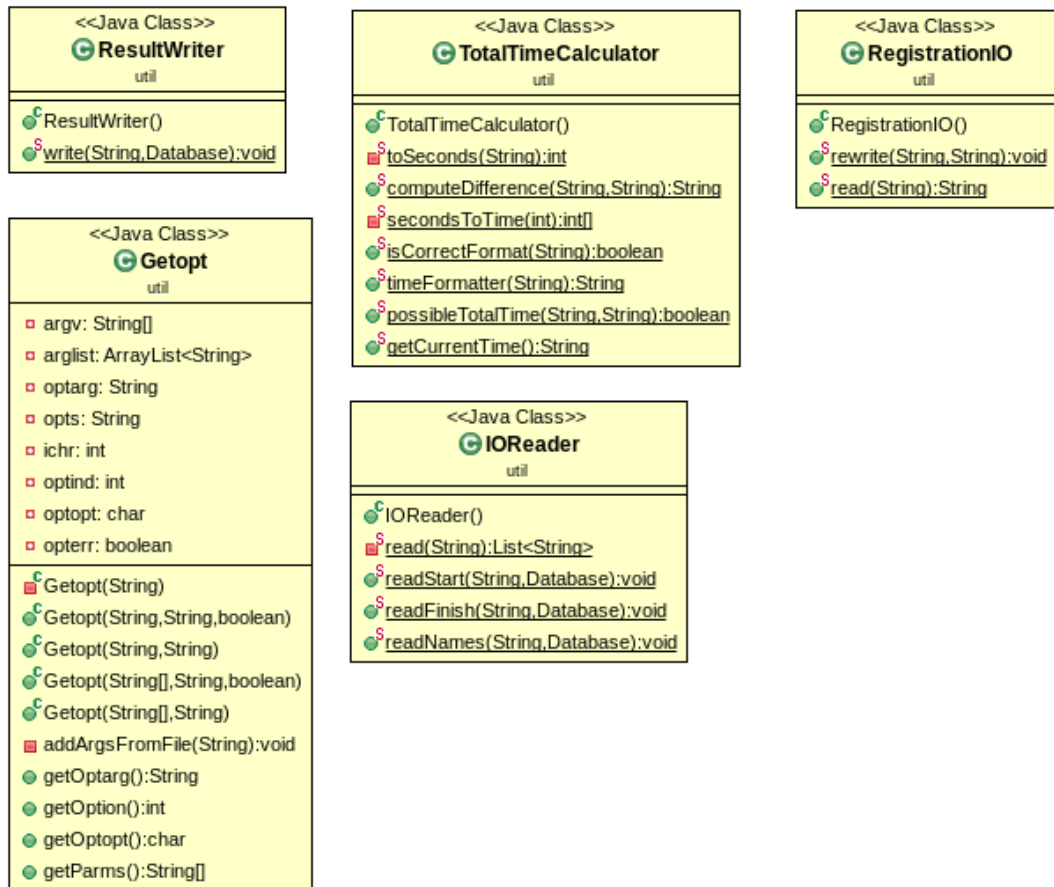 <<Java Class>>
ResultWriter
util
ResultWriter()
write(String,Database):void
<<Java Class>>
TotalTimeCalculator
util
TotalTimeCalculator()
toSeconds(String):int
computeDifference(String,String):String
secondsToTime(int):int[]
isCorrectFormat(String):boolean
timeFormatter(String):String
possibleTotalTime(String,String):boolean
getCurrentTime():String
<<Java Class>>
RegistrationIO
util
RegistrationIO()
rewrite(String,String):void
read(String):String
<<Java Class>>
Getopt
util
argv: String[]
arglist: ArrayList<String>
optarg: String
opts: String
ichr: int
optind: int
optopt: char
opterr: boolean
Getopt(String)
Getopt(String,String,boolean)
Getopt(String,String)
Getopt(String[],String,boolean)
Getopt(String[],String)
addArgsFromFile(String):void
getOptarg():String
getOption():int
getOptopt():char
getParms():String[]
<<Java Class>>
IOReader
util
IOReader()
read(String):List<String>
readStart(String,Database):void
readFinish(String,Database):void
readNames(String,Database):void